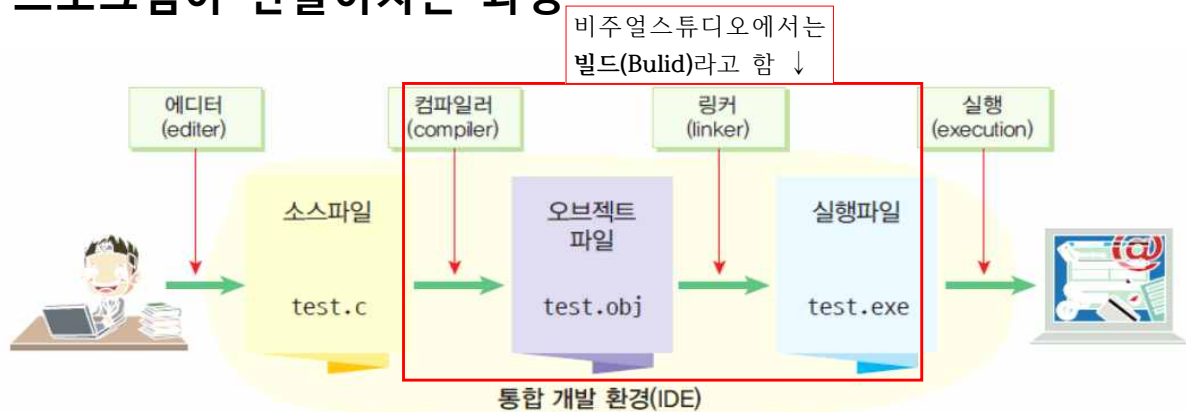 비주얼스튜디오에서는
빌드(Bulid)라고 함 ↓
에디터
(editer)
컴파일러
(compiler)
링커
(linker)
실행
(execution)
소스파일
오브젝트
파일
실행파일
test.c
test.obj
test.exe
통합 개발 환경(IDE)